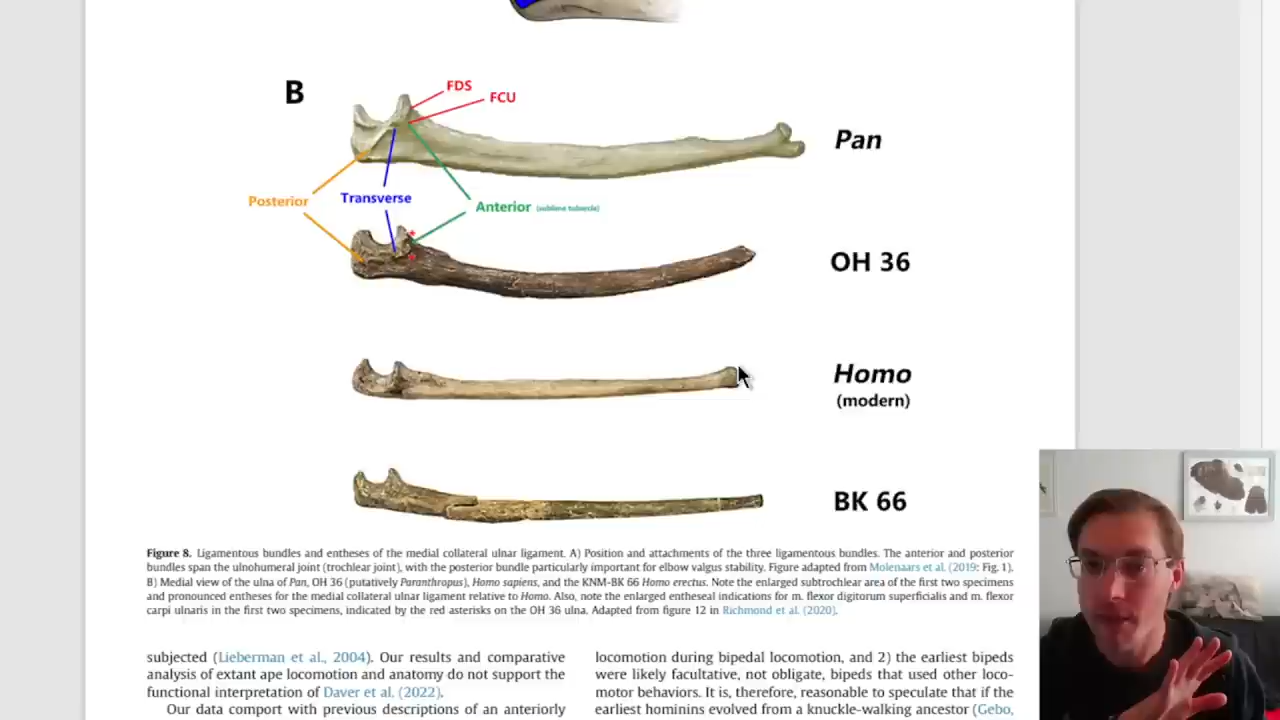 B
FDS
FCU
Pan
Posterior
Transverse
Anterior (sublime tubercle)
OH 36
Homo
(modern)
BK 66
Figure 8. Ligamentous bundles and entheses of the medial collateral ulnar ligament. A) Position and attachments of the three ligamentous bundles. The anterior and posterior
bundles span the ulnohumeral joint (trochlear joint), with the posterior bundle particularly important for elbow valgus stability. Figure adapted from Molenaars et al. (2019: Fig. 1).
B) Medial view of the ulna of Pan, OH 36 (putatively Paranthropus), Homo sapiens, and the KNM-BK 66 Homo erectus. Note the enlarged subtrochlear area of the first two specimens
and pronounced entheses for the medial collateral ulnar ligament relative to Homo. Also, note the enlarged entheseal indications for m. flexor digitorum superficialis and m. flexor
carpi ulnaris in the first two specimens, indicated by the red asterisks on the OH 36 ulna. Adapted from figure 12 in Richmond et al. (2020).
subjected (Lieberman et al., 2004). Our results and comparative
analysis of extant ape locomotion and anatomy do not support the
functional interpretation of Daver et al. (2022).
Our data comport with previous descriptions of an anteriorly
locomotion during bipedal locomotion, and 2) the earliest bipeds
were likely facultative, not obligate, bipeds that used other loco-
motor behaviors. It is, therefore, reasonable to speculate that if the
earliest hominins evolved from a knuckle-walking ancestor (Gebo,